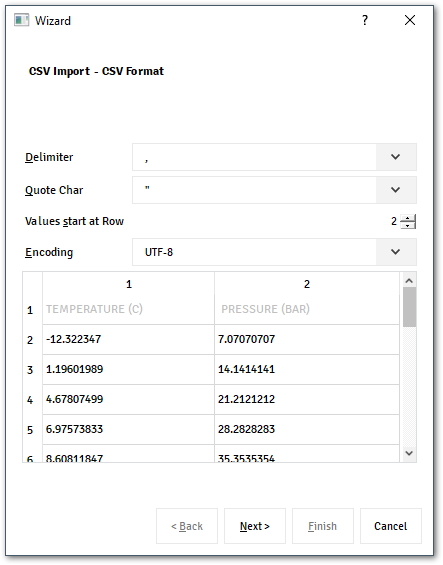 Wizard ? ×
CSV Import - CSV Format
Delimiter ,
Quote Char "
Values start at Row 2
Encoding UTF-8
1 2
1 TEMPERATURE (C) PRESSURE (BAR)
2 -12.322347 7.07070707
3 1.19601989 14.1414141
4 4.67807499 21.2121212
5 6.97573833 28.2828283
6 8.60811847 35.3535354
< Back Next > Finish Cancel